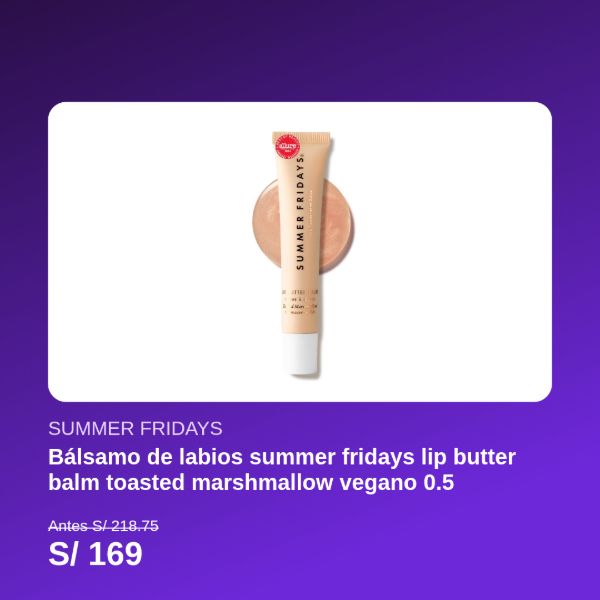 allure
SUMMER FRIDAYS
SUMMER FRIDAYS
Bálsamo de labios summer fridays lip butter
balm toasted marshmallow vegano 0.5
Antes S/ 218.75
S/ 169